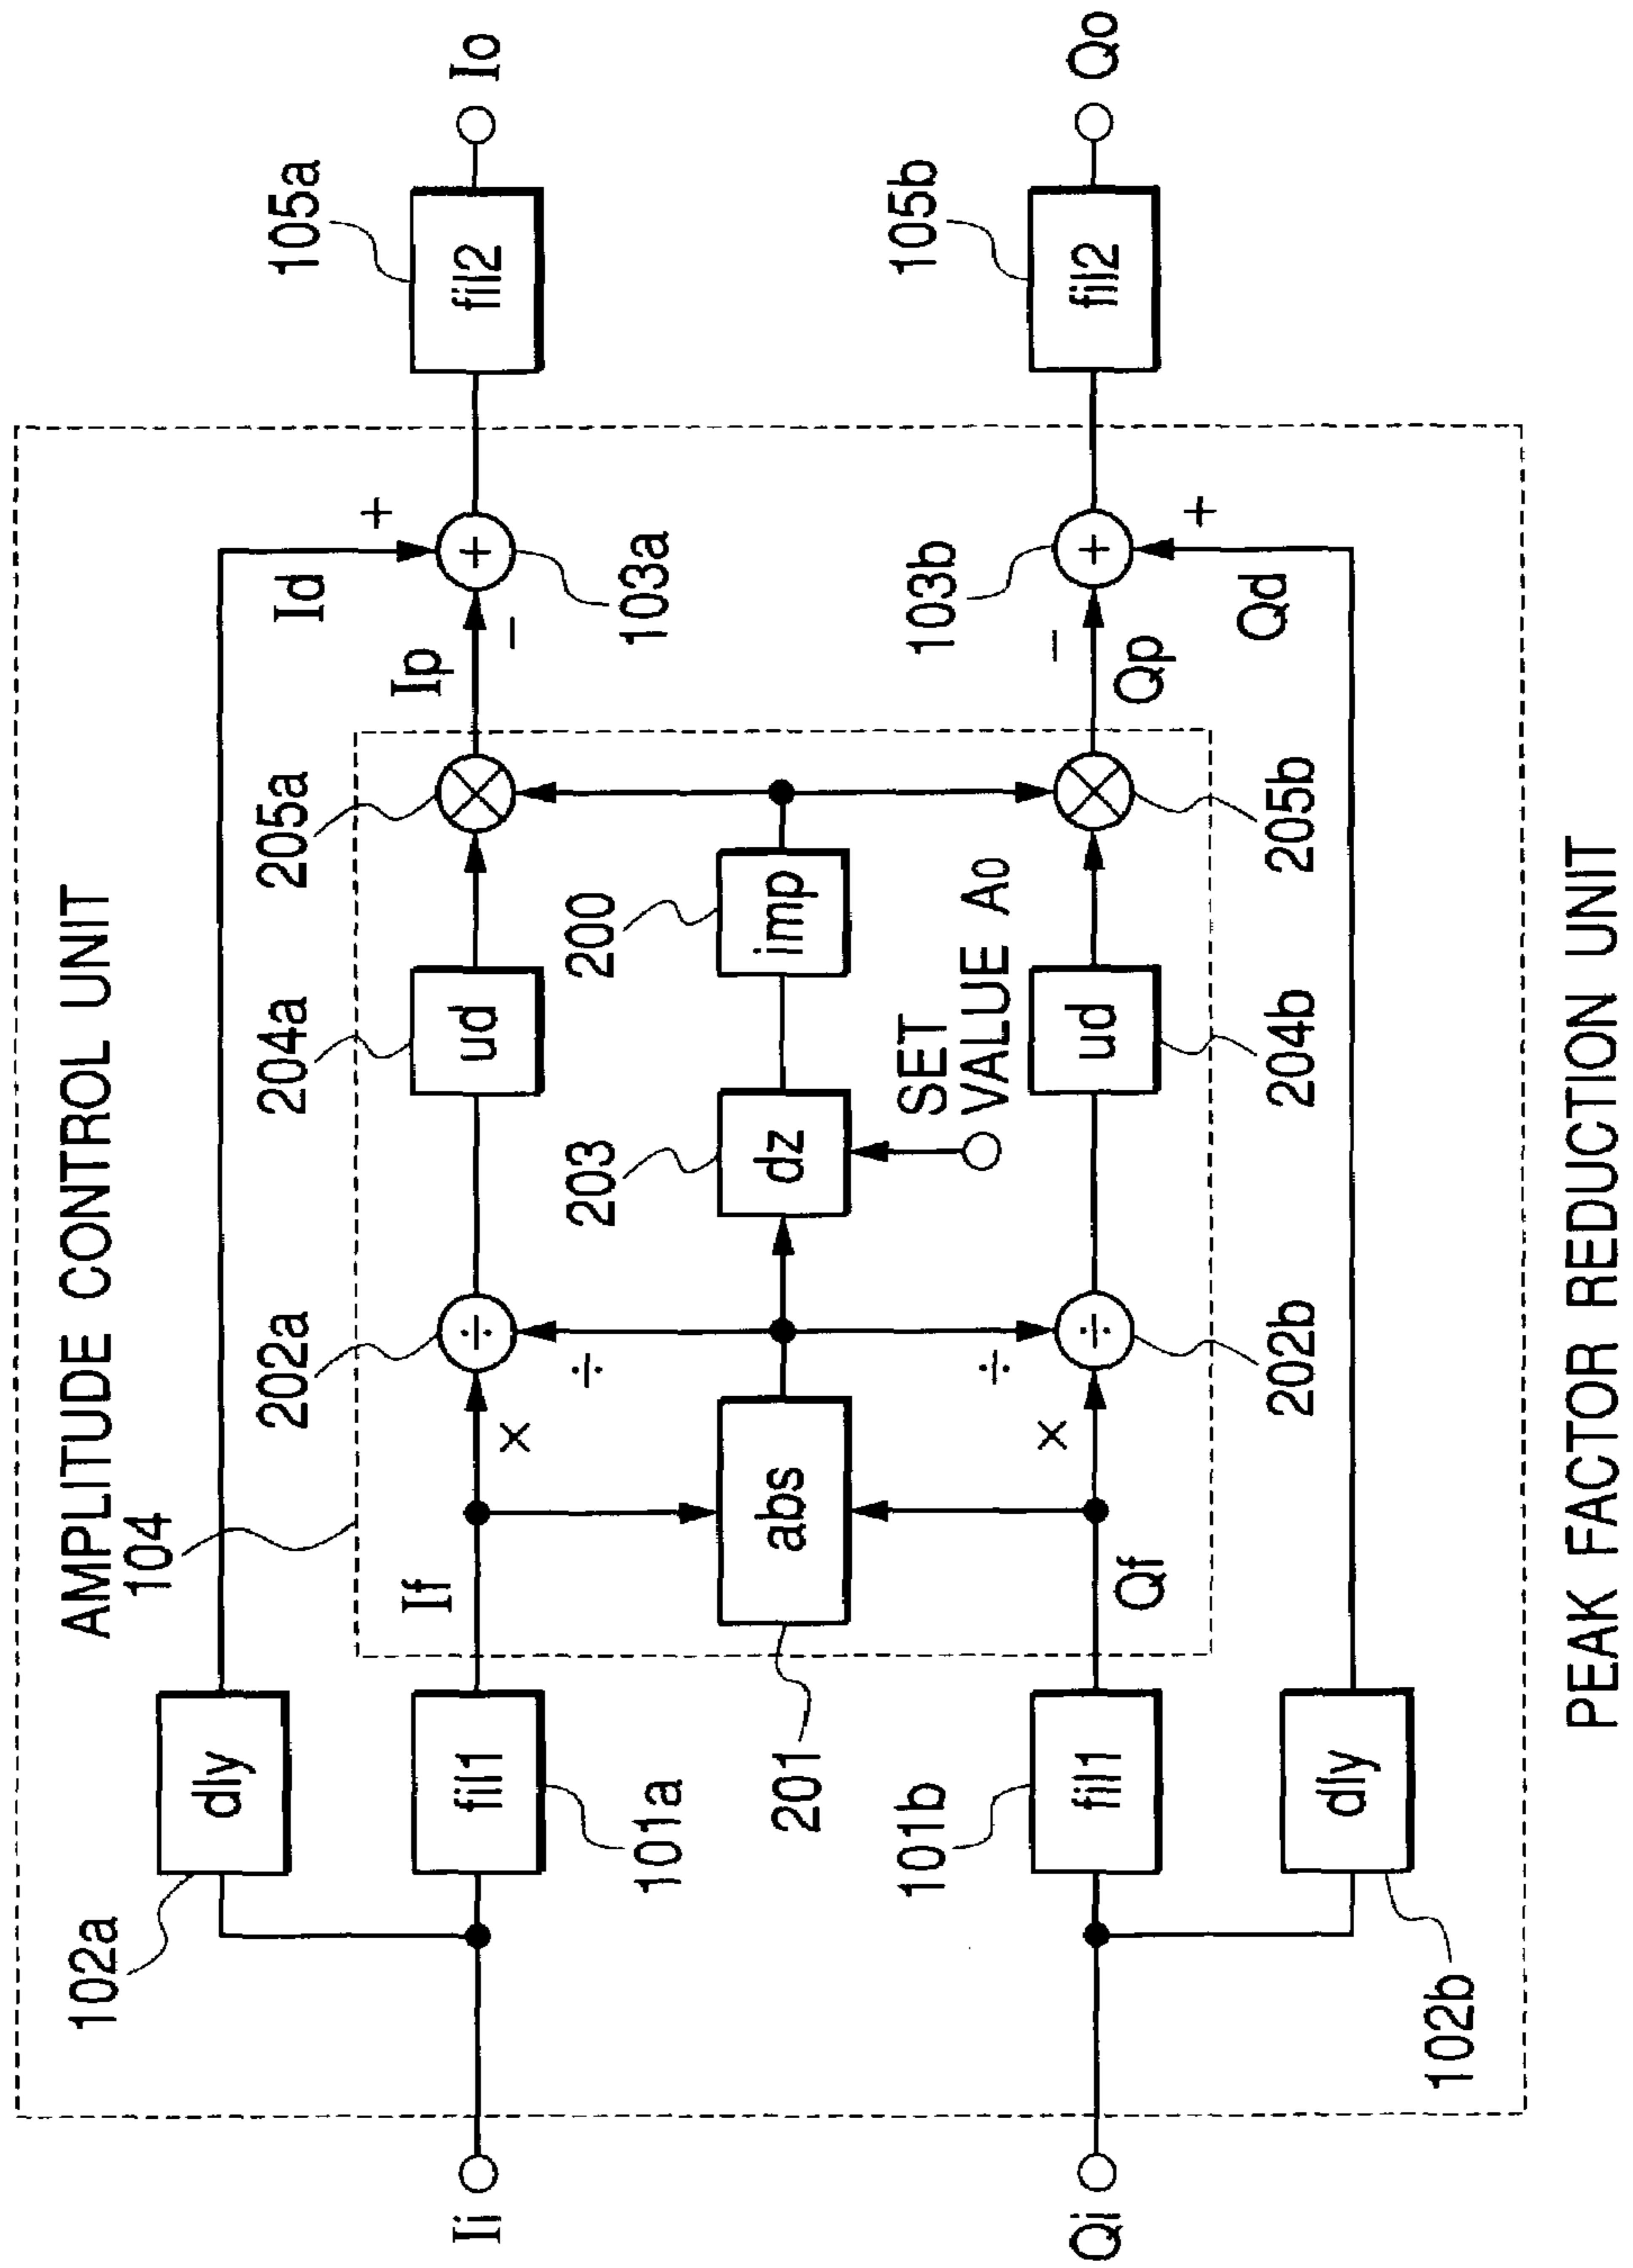 AMPLITUDE CONTROL UNIT
104
102a
dly
Id
+
Ii
fil1
101a
If
×
202a
÷
204a
ud
205a
Ip
−
+
103a
105a
fil2
Io
÷
201
abs
203
dz
200
imp
÷
SET
VALUE A0
Qi
101b
fil1
Qf
×
÷
202b
ud
204b
205b
−
Qp
103b
+
105b
fil2
Qo
102b
dly
Qd
+
PEAK FACTOR REDUCTION UNIT